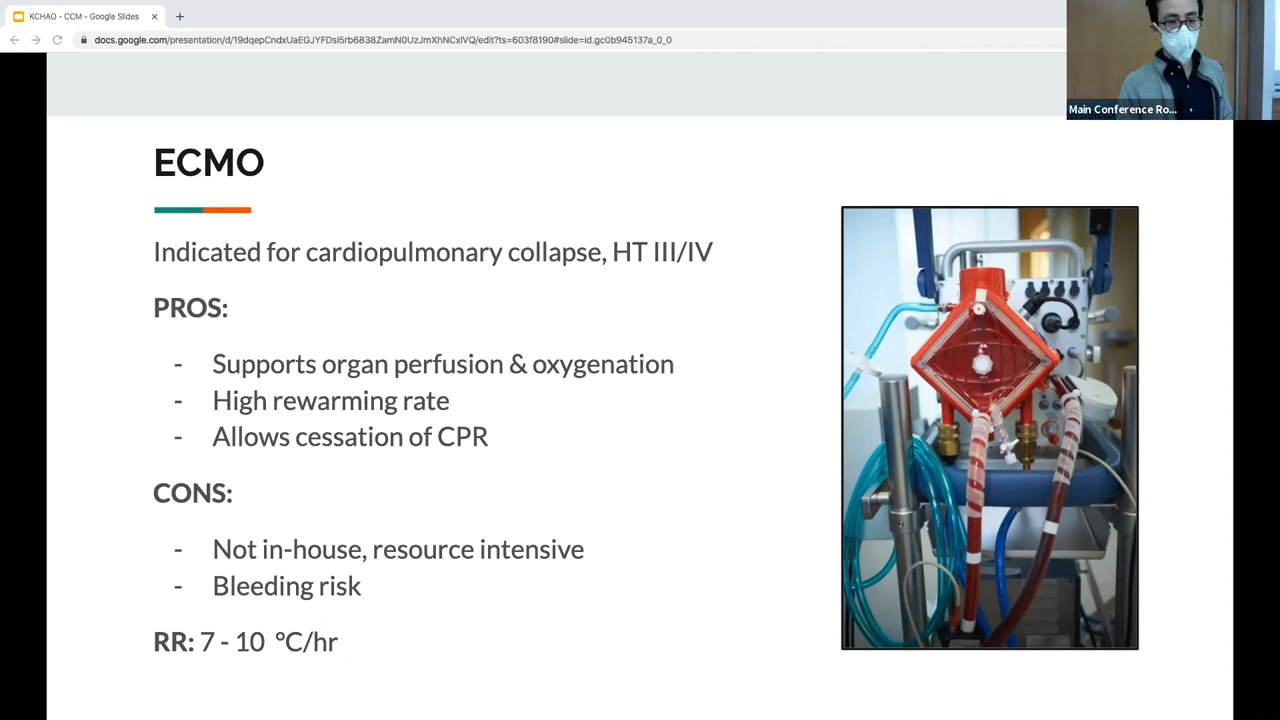 KCHAO - CCM - Google Slides
docs.google.com/presentation/d/19dqepCndxUaEGJYFDsI5rb6838ZamN0UzJmXhNCxIVQ/edit?ts=603f8190#slide=id.gc0b945137a_0_0
Main Conference Ro...
ECMO
Indicated for cardiopulmonary collapse, HT III/IV
PROS:
- Supports organ perfusion & oxygenation
- High rewarming rate
- Allows cessation of CPR
CONS:
- Not in-house, resource intensive
- Bleeding risk
RR: 7 - 10 °C/hr